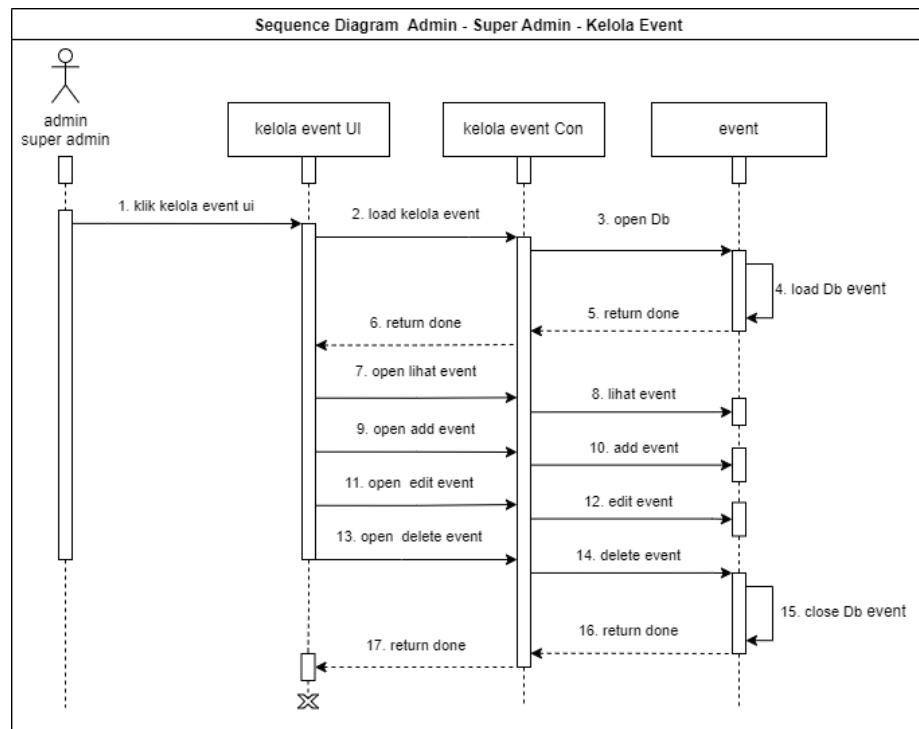 Sequence Diagram  Admin - Super Admin - Kelola Event
admin
super admin
kelola event UI
kelola event Con
event
1. klik kelola event ui
2. load kelola event
3. open Db
4. load Db event
5. return done
6. return done
7. open lihat event
8. lihat event
9. open add event
10. add event
11. open  edit event
12. edit event
13. open  delete event
14. delete event
15. close Db event
16. return done
17. return done